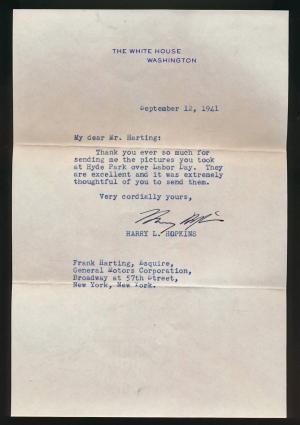 THE WHITE HOUSE
WASHINGTON
September 12, 1941
My dear Mr. Harting:
Thank you ever so much for
sending me the pictures you took
at Hyde Park over Labor Day. They
are excellent and it was extremely
thoughtful of you to send them.
Very cordially yours,
Harry Hopkins
HARRY L. HOPKINS
Frank Harting, Esquire,
General Motors Corporation,
Broadway at 57th Street,
New York, New York.